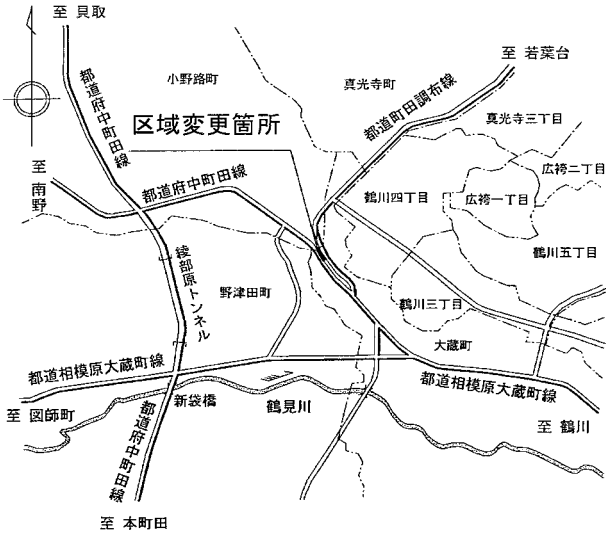 至 貝取
小野路町
真光寺町
至 若葉台
都道府中町田線
区域変更箇所
都道町田調布線
真光寺三丁目
至 南野
都道府中町田線
鶴川四丁目
広袴二丁目
広袴一丁目
鶴川五丁目
綾部原トンネル
野津田町
鶴川三丁目
大蔵町
都道相模原大蔵町線
都道相模原大蔵町線
至 図師町
新袋橋
鶴見川
至 鶴川
都道府中町田線
至 本町田